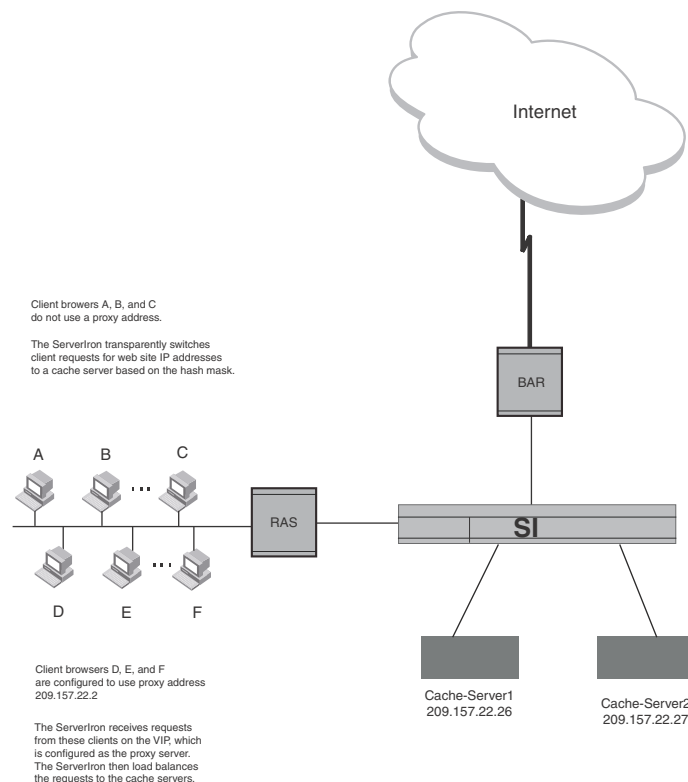 Internet
Client browers A, B, and C
do not use a proxy address.
The ServerIron transparently switches
client requests for web site IP addresses
to a cache server based on the hash mask.
BAR
A
B
C
RAS
SI
D
E
F
Client browsers D, E, and F
are configured to use proxy address
209.157.22.2
Cache-Server1
209.157.22.26
Cache-Server2
209.157.22.27
The ServerIron receives requests
from these clients on the VIP, which
is configured as the proxy server.
The ServerIron then load balances
the requests to the cache servers.